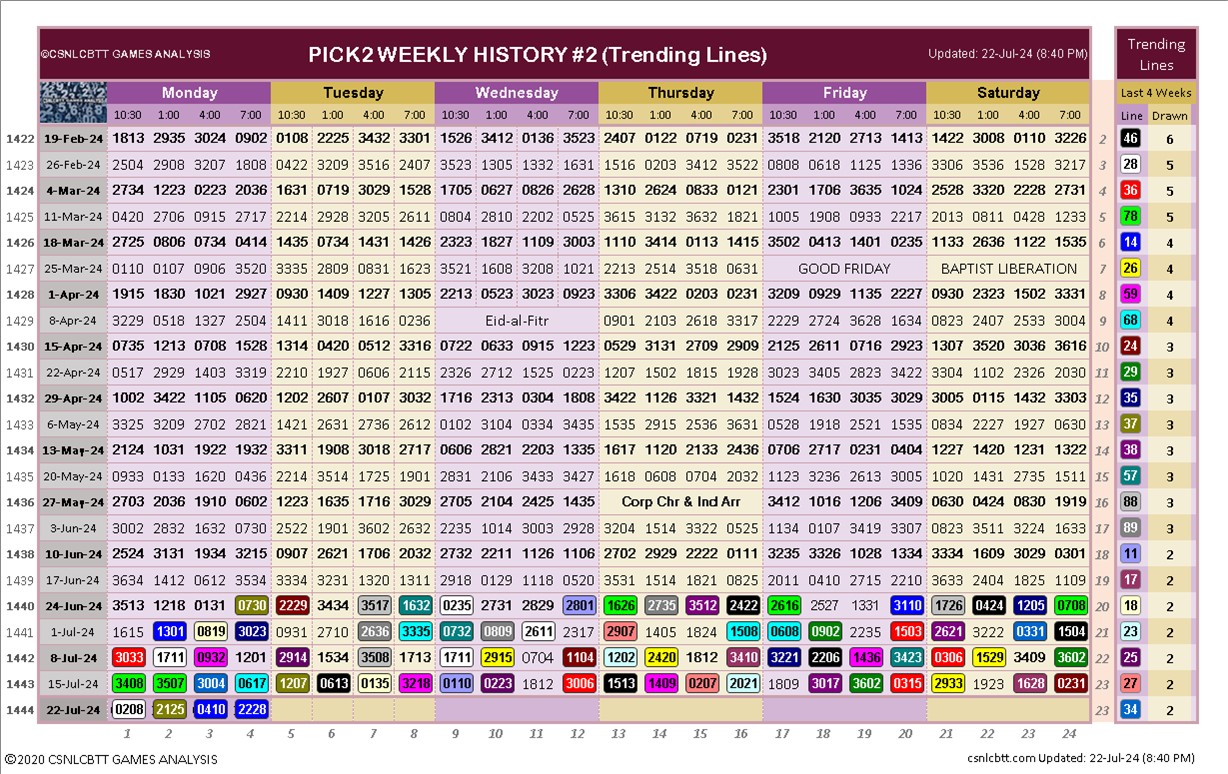 ©CSNLCBTT GAMES ANALYSIS PICK2 WEEKLY HISTORY #2 (Trending Lines) Updated: 22-Jul-24 (8:40 PM) Trending Lines
Monday Tuesday Wednesday Thursday Friday Saturday Last 4 Weeks
10:30 1:00 4:00 7:00 10:30 1:00 4:00 7:00 10:30 1:00 4:00 7:00 10:30 1:00 4:00 7:00 10:30 1:00 4:00 7:00 10:30 1:00 4:00 7:00 Line Drawn
1422 19-Feb-24 1813 2935 3024 0902 0108 2225 3432 3301 1526 3412 0136 3523 2407 0122 0719 0231 3518 2120 2713 1413 1422 3008 0110 3226 2 46 6
1423 26-Feb-24 2504 2908 3207 1808 0422 3209 3516 2407 3523 1305 1332 1631 1516 0203 3412 3522 0808 0618 1125 1336 3306 3536 1528 3217 3 28 5
1424 4-Mar-24 2734 1223 0223 2036 1631 0719 3029 1528 1705 0627 0826 2628 1310 2624 0833 0121 2301 1706 3635 1024 2528 3320 2228 2731 4 36 5
1425 11-Mar-24 0420 2706 0915 2717 2214 2928 3205 2611 0804 2810 2202 0525 3615 3132 3632 1821 1005 1908 0933 2217 2013 0811 0428 1233 5 78 5
1426 18-Mar-24 2725 0806 0734 0414 1435 0734 1431 1426 2323 1827 1109 3003 1110 3414 0113 1415 3502 0413 1401 0235 1133 2636 1122 1535 6 14 4
1427 25-Mar-24 0110 0107 0906 3520 3335 2809 0831 1623 3521 1608 3208 1021 2213 2514 3518 0631 GOOD FRIDAY BAPTIST LIBERATION 7 26 4
1428 1-Apr-24 1915 1830 1021 2927 0930 1409 1227 1305 2213 0523 3023 0923 3306 3422 0203 0231 3209 0929 1135 2227 0930 2323 1502 3331 8 59 4
1429 8-Apr-24 3229 0518 1327 2504 1411 3018 1616 0236 Eid-al-Fitr 0901 2103 2618 3317 2229 2724 3628 1634 0823 2407 2533 3004 9 68 4
1430 15-Apr-24 0735 1213 0708 1528 1314 0420 0512 3316 0722 0633 0915 1223 0529 3131 2709 2909 2125 2611 0716 2923 1307 3520 3036 3616 10 24 3
1431 22-Apr-24 0517 2929 1403 3319 2210 1927 0606 2115 2326 2712 1525 0223 1207 1502 1815 1928 3023 3405 2823 3422 3304 1102 2326 2030 11 29 3
1432 29-Apr-24 1002 3422 1105 0620 1202 2607 0107 3032 1716 2313 0304 1808 3422 1126 3321 1432 1524 1630 3035 3029 3005 0115 1432 3303 12 35 3
1433 6-May-24 3325 3209 2702 2821 1421 2631 2736 2612 0102 3104 0334 3435 1535 2915 2536 3631 0528 1918 2521 1535 0834 2227 1927 0630 13 37 3
1434 13-May-24 2124 1031 1922 1932 3311 1908 3018 2717 0606 2821 2203 1335 1617 1120 2133 2436 0706 2717 0231 0404 1227 1420 1231 1322 14 38 3
1435 20-May-24 0933 0133 1620 0436 2214 3514 1725 1901 2831 2103 3433 3427 1618 0608 0704 2032 1123 3236 2613 3005 1020 1431 2735 1511 15 57 3
1436 27-May-24 2703 2036 1910 0602 1223 1635 1716 3029 2705 2104 2425 1435 Corp Chr & Ind Arr 3412 1016 1206 3409 0630 0424 0830 1919 16 88 3
1437 3-Jun-24 3002 2832 1632 0730 2522 1901 3602 2632 2235 1014 3003 2928 3204 1514 3322 0525 1134 0107 3419 3307 0823 3511 3224 1633 17 89 3
1438 10-Jun-24 2524 3131 1934 3215 0907 2621 1706 2032 2732 2211 1126 1106 2702 2929 2222 0111 3235 3326 1028 1334 3334 1609 3029 0301 18 11 2
1439 17-Jun-24 3634 1412 0612 3534 3334 3231 1320 1311 2918 0129 1118 0520 3531 1514 1821 0825 2011 0410 2715 2210 3633 2404 1825 1109 19 17 2
1440 24-Jun-24 3513 1218 0131 0730 2229 3434 3517 1632 0235 2731 2829 2801 1626 2735 3512 2422 2616 2527 1331 3110 1726 0424 1205 0708 20 18 2
1441 1-Jul-24 1615 1301 0819 3023 0931 2710 2636 3335 0732 0809 2611 2317 2907 1405 1824 1508 0608 0902 2235 1503 2621 3222 0331 1504 21 23 2
1442 8-Jul-24 3033 1711 0932 1201 2914 1534 3508 1713 1711 2915 0704 1104 1202 2420 1812 3410 3221 2206 1436 3423 0306 1529 3409 3602 22 25 2
1443 15-Jul-24 3408 3507 3004 0617 1207 0613 0135 3218 0110 0223 1812 3006 1513 1409 0207 2021 1809 3017 3602 0315 2933 1923 1628 0231 23 27 2
1444 22-Jul-24 0208 2125 0410 2228 23 34 2
1 2 3 4 5 6 7 8 9 10 11 12 13 14 15 16 17 18 19 20 21 22 23 24
©2020 CSNLCBTT GAMES ANALYSIS csnlcbtt.com Updated: 22-Jul-24 (8:40 PM)